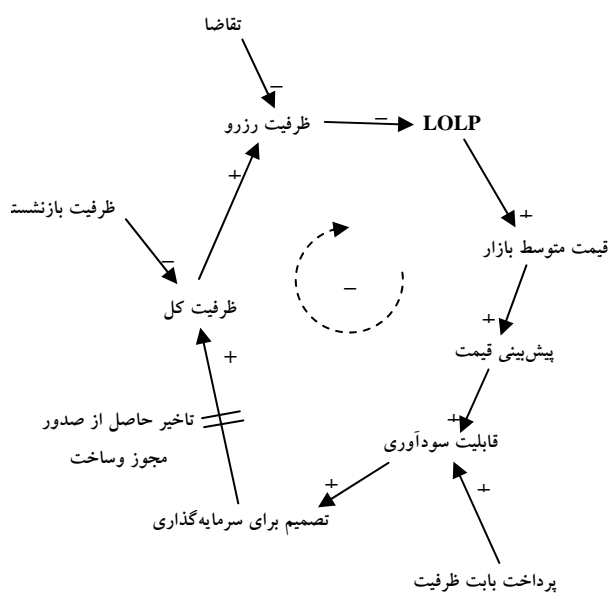 تقاضا
ظرفیت رزرو
LOLP
ظرفیت بازنشست
قیمت متوسط بازار
ظرفیت کل
پیش‌بینی قیمت
تاخیر حاصل از صدور
مجوز وساخت
قابلیت سودآوری
تصمیم برای سرمایه‌گذاری
پرداخت بابت ظرفیت